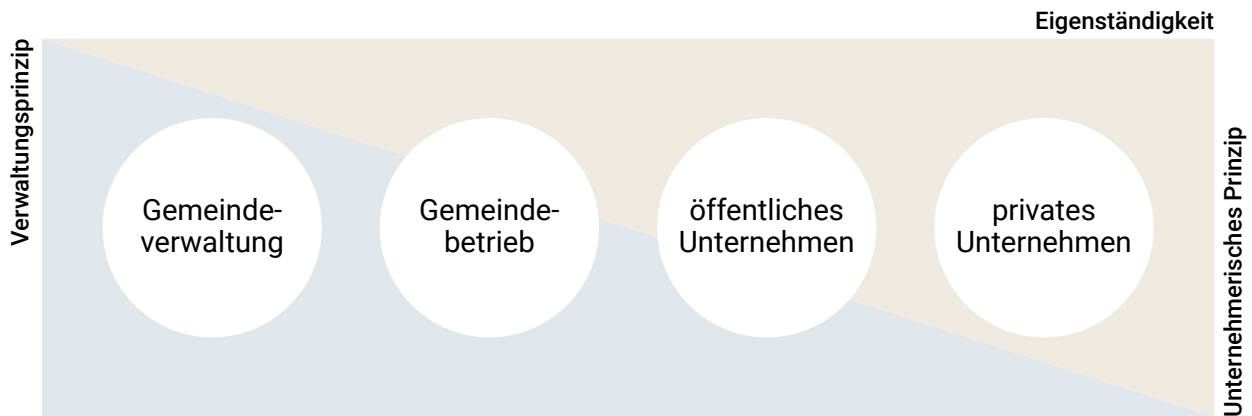 Eigenständigkeit
Verwaltungsprinzip
Gemeinde-
verwaltung
Gemeinde-
betrieb
öffentliches
Unternehmen
privates
Unternehmen
Unternehmerisches Prinzip